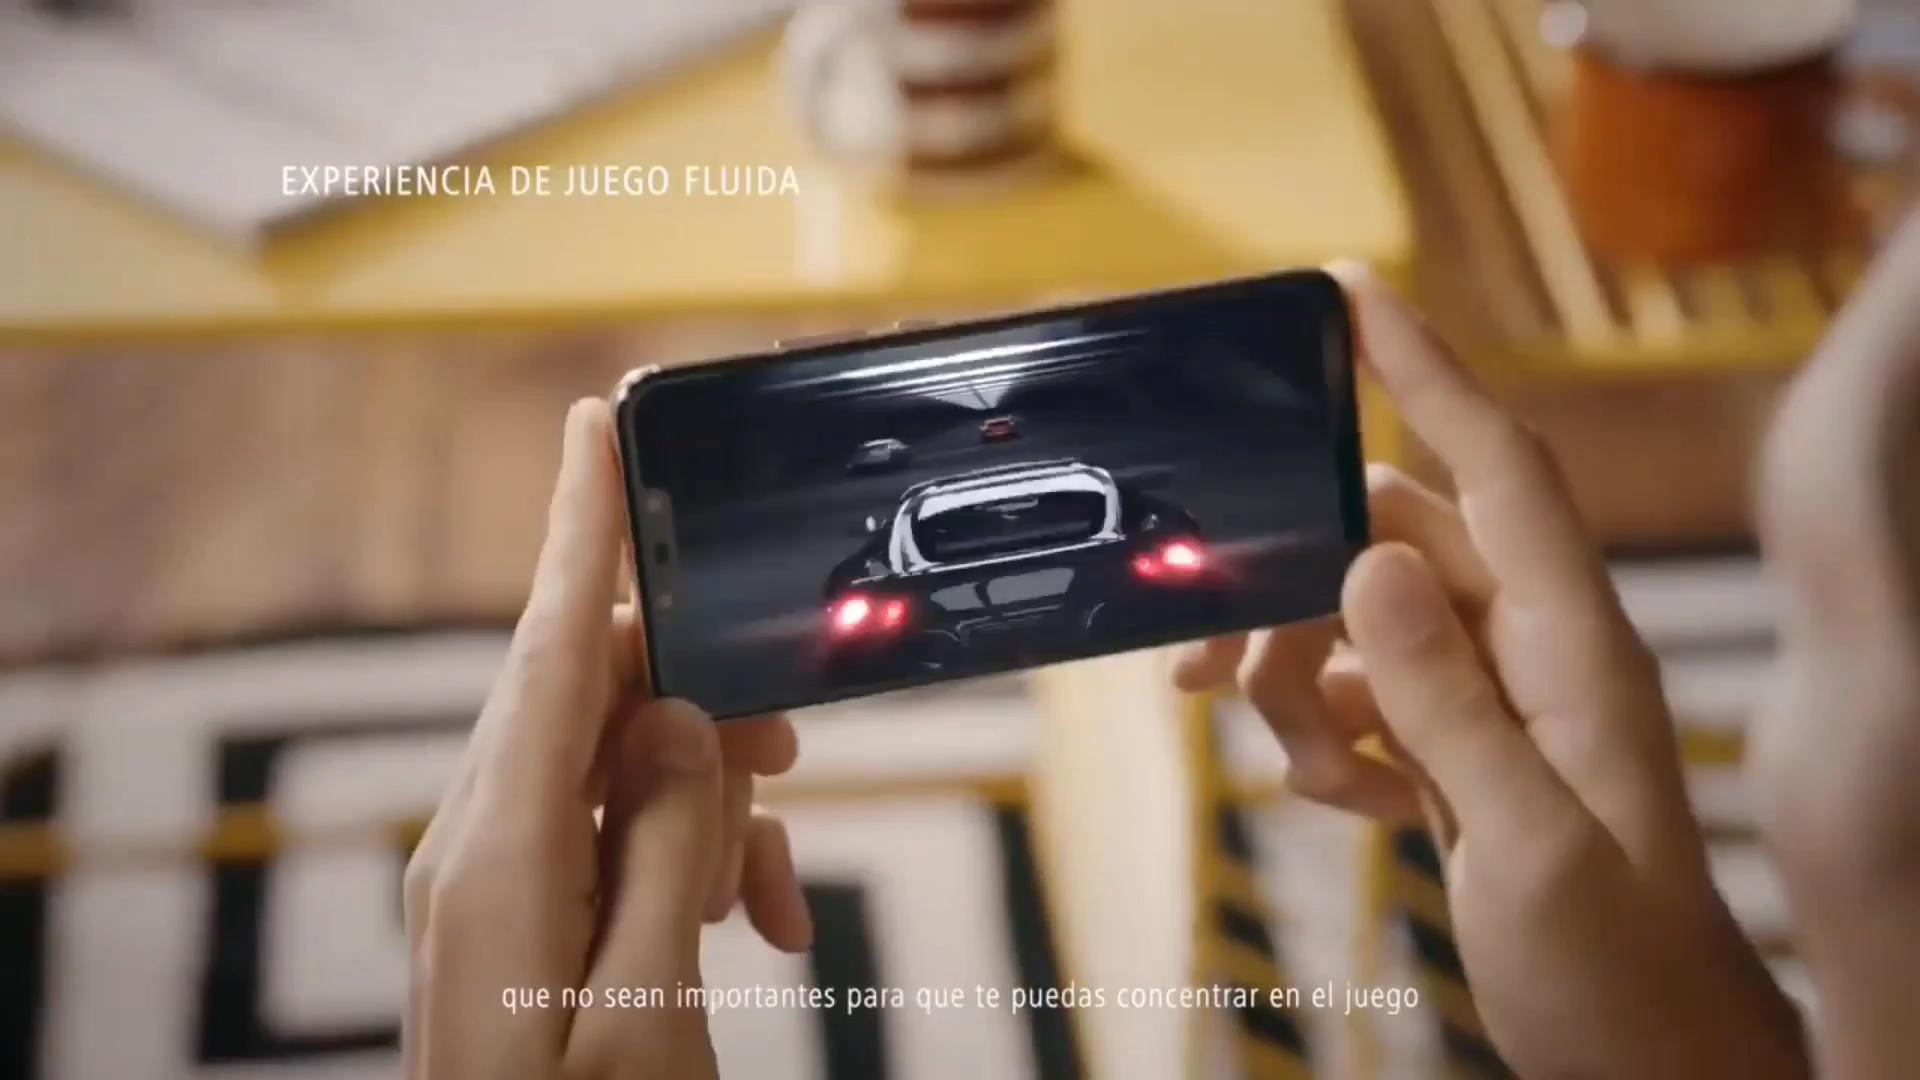 EXPERIENCIA DE JUEGO FLUIDA
que no sean importantes para que te puedas concentrar en el juego